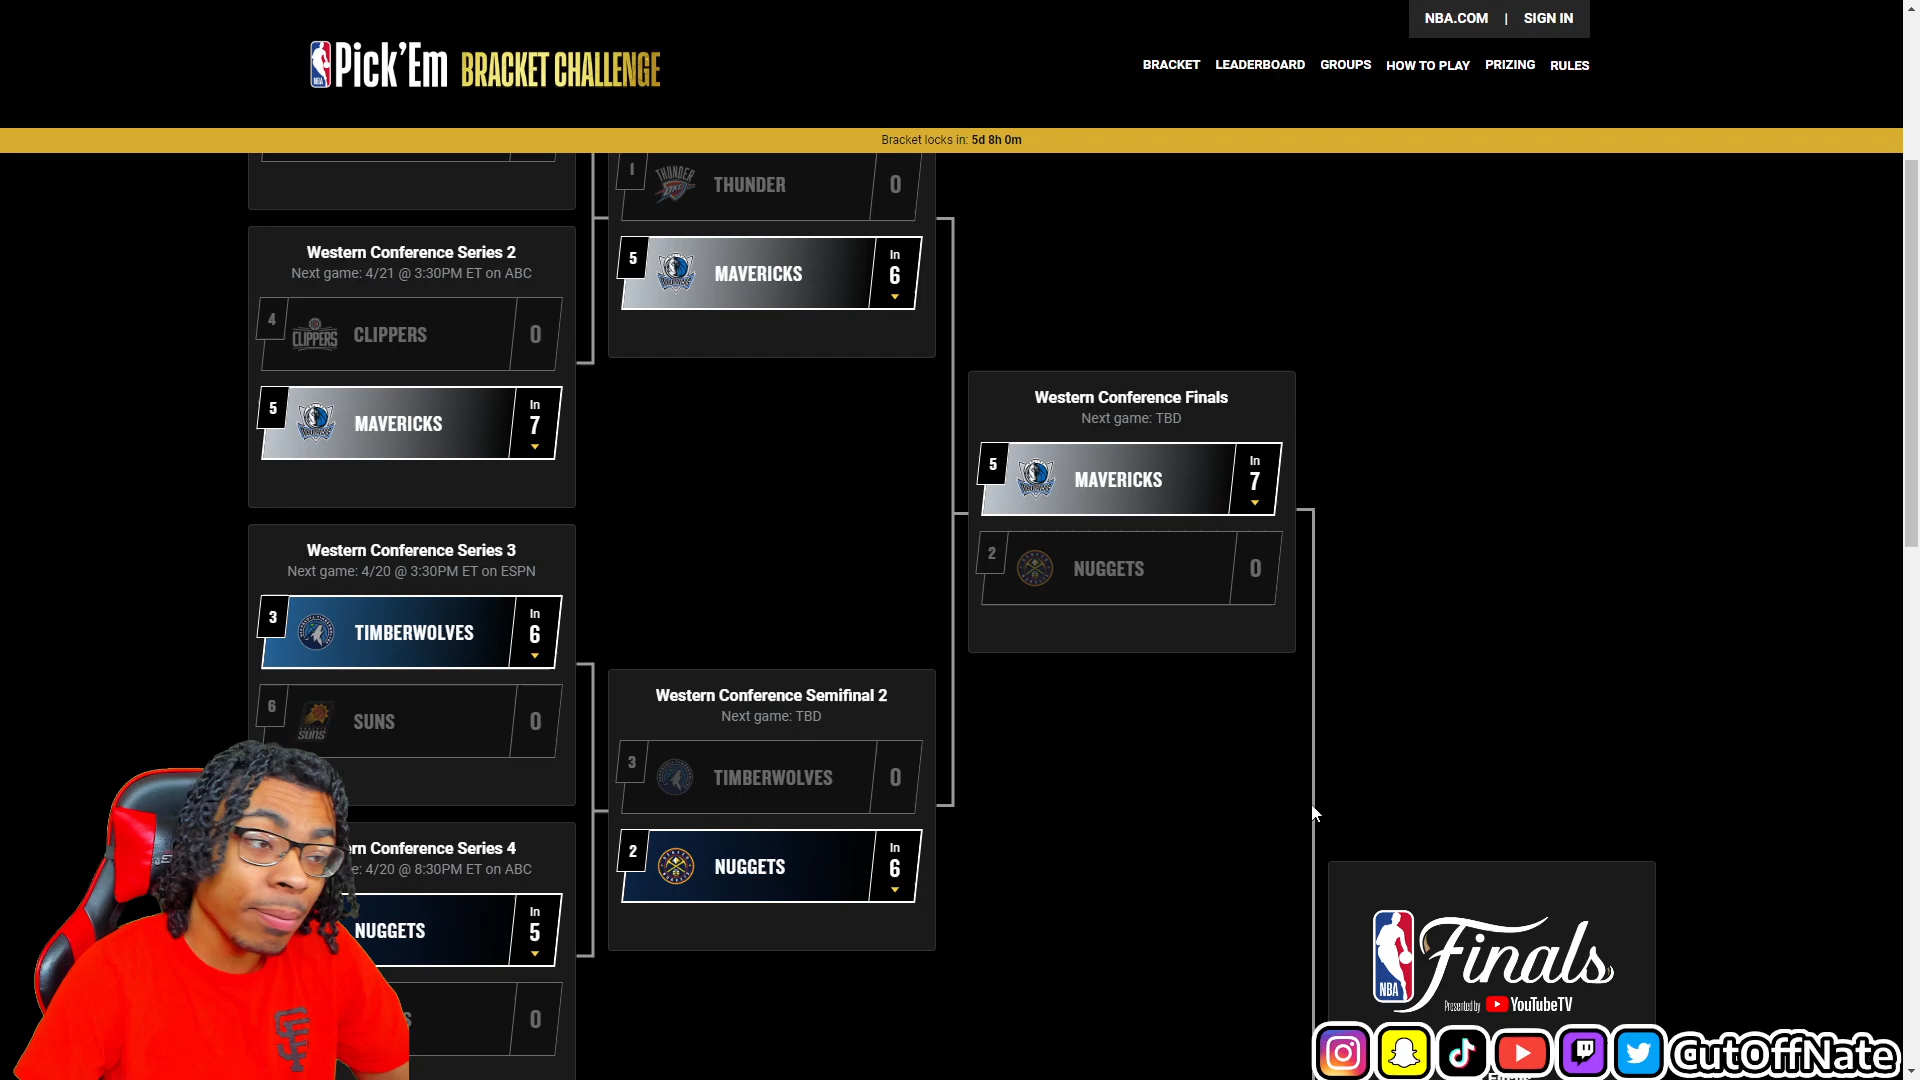 NBA.COM | SIGN IN
NBA Pick'Em BRACKET CHALLENGE
BRACKET LEADERBOARD GROUPS HOW TO PLAY PRIZING RULES
Bracket locks in: 5d 8h 0m
1 THUNDER 0
5 MAVERICKS In 6
Western Conference Series 2
Next game: 4/21 @ 3:30PM ET on ABC
4 CLIPPERS CLIPPERS 0
5 MAVERICKS In 7
Western Conference Finals
Next game: TBD
5 MAVERICKS In 7
2 NUGGETS 0
Western Conference Series 3
Next game: 4/20 @ 3:30PM ET on ESPN
3 TIMBERWOLVES In 6
6 SUNS SUNS 0
Western Conference Semifinal 2
Next game: TBD
3 TIMBERWOLVES 0
2 NUGGETS In 6
rn Conference Series 4
e: 4/20 @ 8:30PM ET on ABC
NUGGETS In 5
S 0
NBA Finals
Presented by YouTubeTV
@CutOffNate
SF